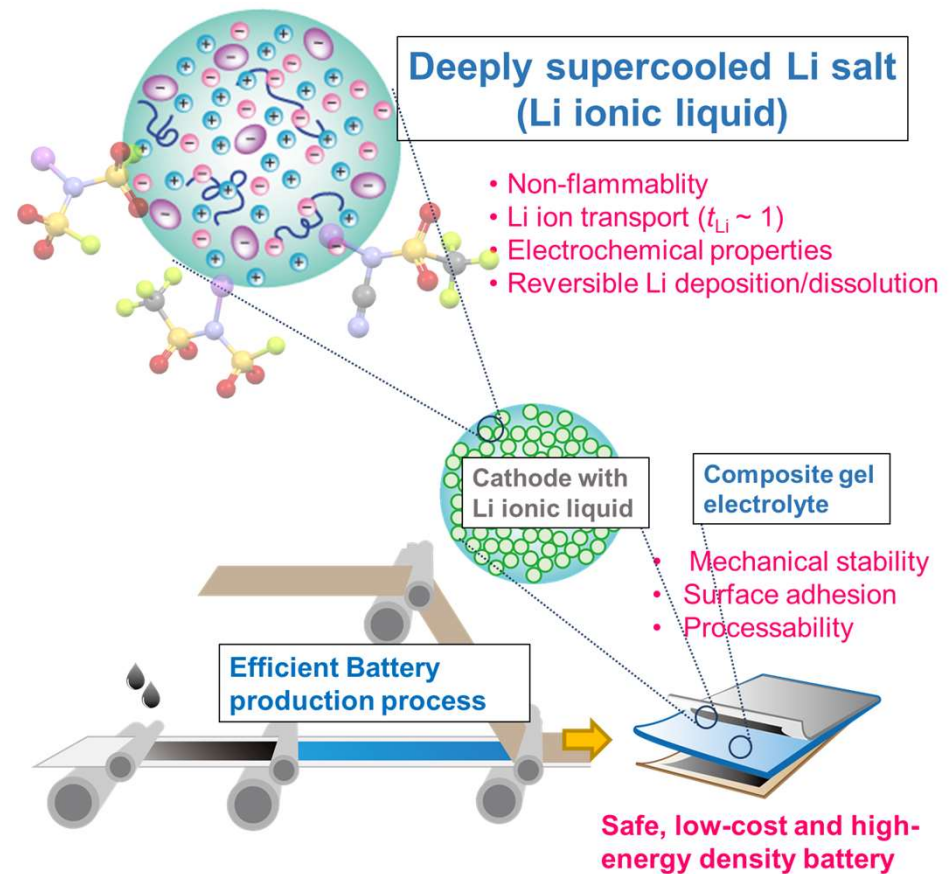 Deeply supercooled Li salt
(Li ionic liquid)
• Non-flammablity
• Li ion transport (tLi ~ 1)
• Electrochemical properties
• Reversible Li deposition/dissolution
Cathode with
Li ionic liquid
Composite gel
electrolyte
• Mechanical stability
• Surface adhesion
• Processability
Efficient Battery
production process
Safe, low-cost and high-
energy density battery